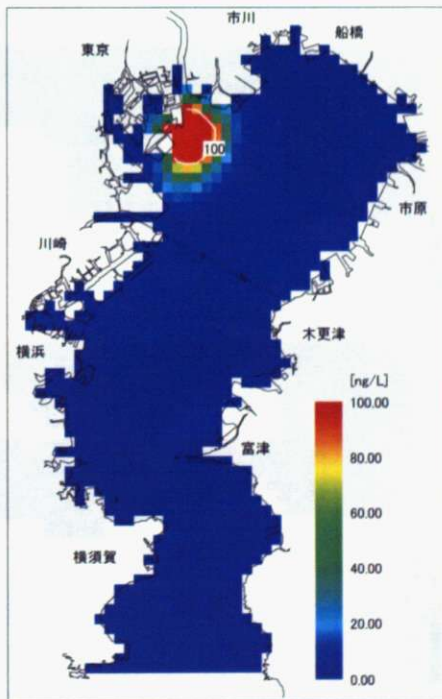 市川
船橋
東京
100
市原
川崎
木更津
横浜
[ng/L]
100.00
富津
80.00
60.00
横須賀
40.00
20.00
0.00